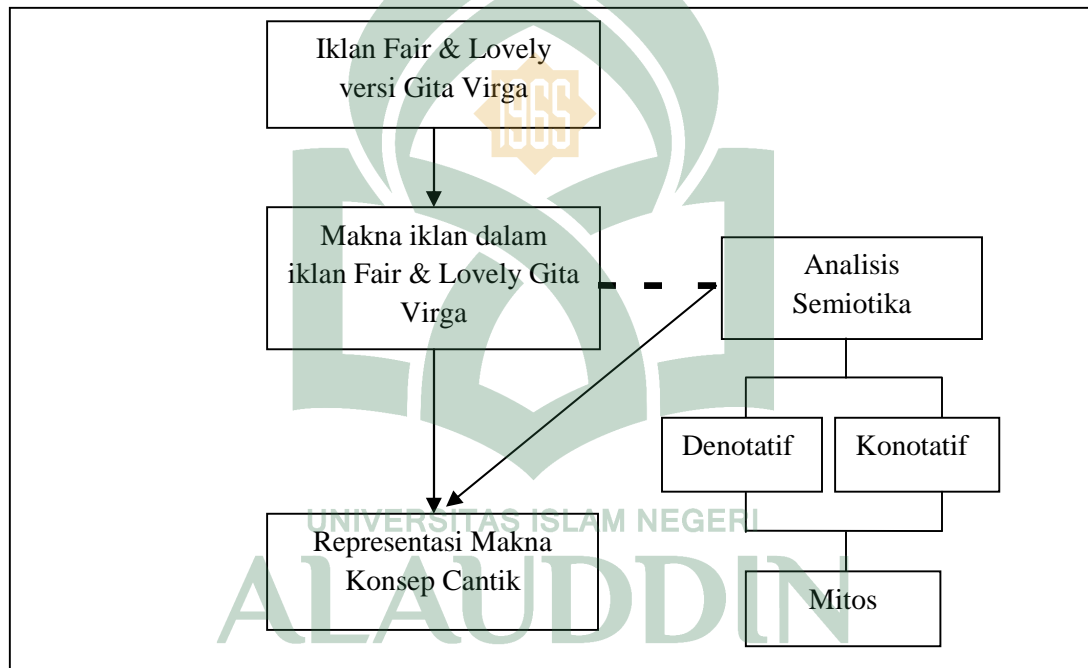 Iklan Fair & Lovely
versi Gita Virga
1965
Makna iklan dalam
iklan Fair & Lovely Gita
Virga
Analisis
Semiotika
Denotatif
Konotatif
UNIVERSITAS ISLAM NEGERI
Representasi Makna
Konsep Cantik
ALAUDDIN
Mitos